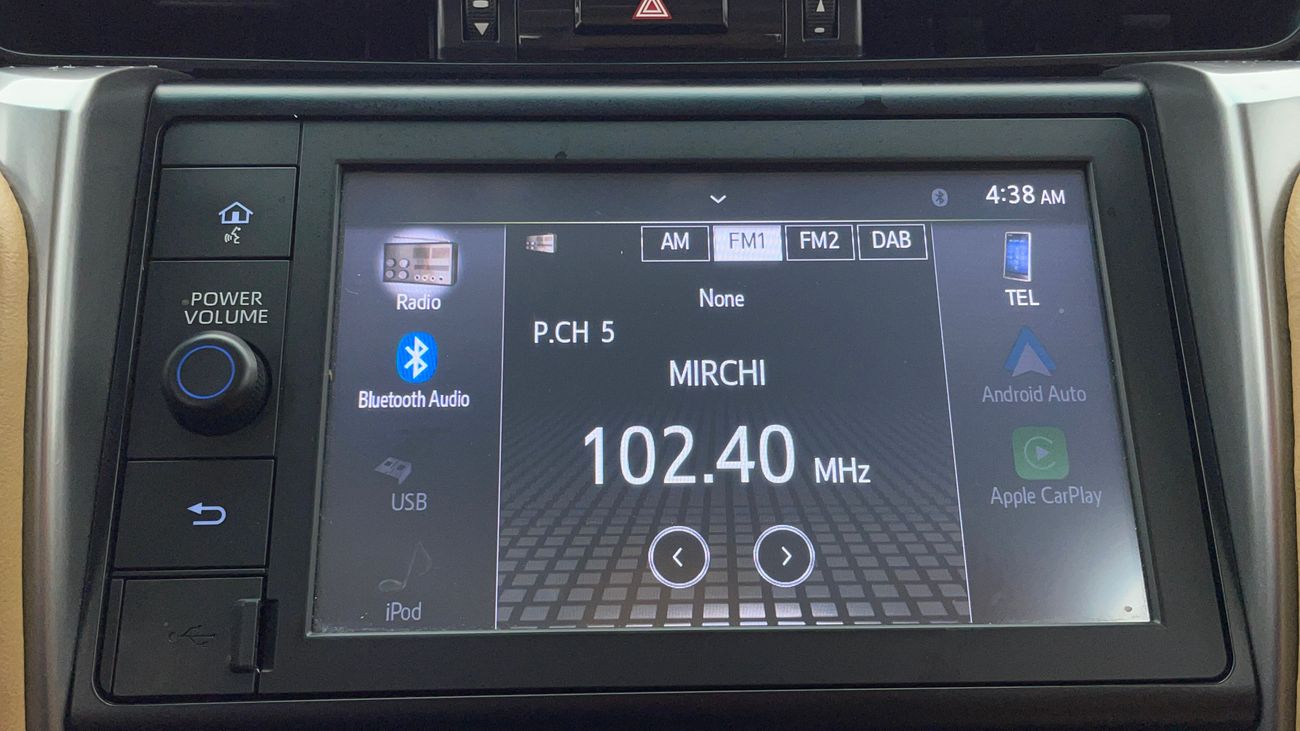 4:38 AM
AM FM1 FM2 DAB
Radio
None
TEL
POWER
VOLUME
P.CH 5
MIRCHI
Bluetooth Audio
Android Auto
102.40 MHz
USB
Apple CarPlay
iPod